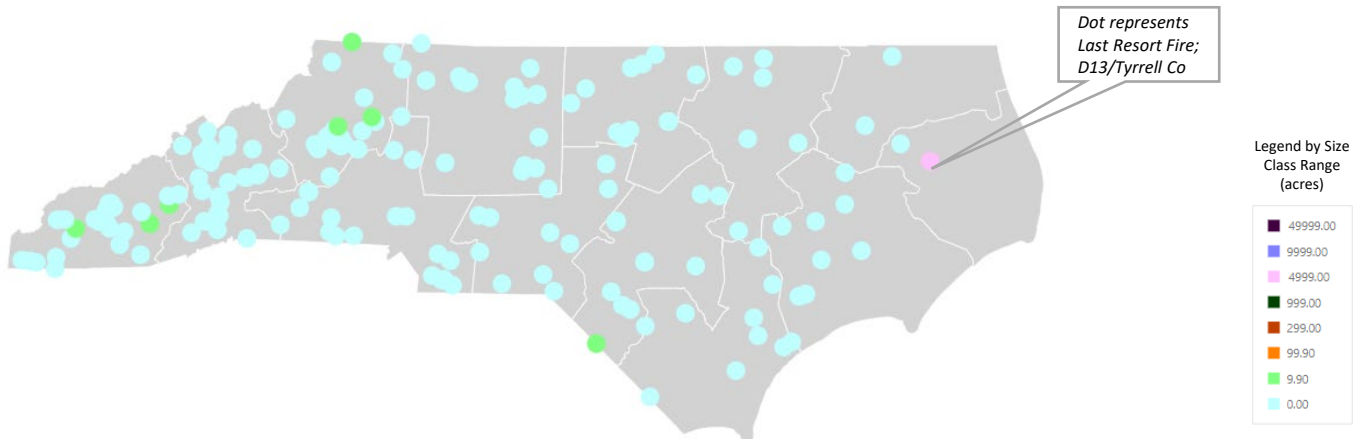 Dot represents
Last Resort Fire;
D13/Tyrrell Co
Legend by Size
Class Range
(acres)
49999.00
9999.00
4999.00
999.00
299.00
99.90
9.90
0.00